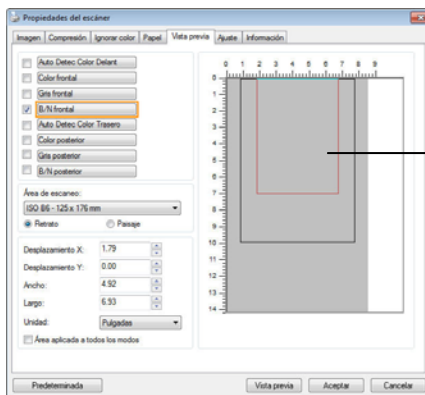 Propiedades del escáner
Imagen Compresión Ignorar color Papel Vista previa Ajuste Información
Auto Detec Color Delant
Color frontal
Gris frontal
B/N frontal
Auto Detec Color Trasero
Color posterior
Gris posterior
B/N posterior
Área de escaneo:
ISO B6 - 125 x 176 mm
Retrato Paisaje
Desplazamiento X: 1.79
Desplazamiento Y: 0.00
Ancho: 4.92
Largo: 6.93
Unidad: Pulgadas
Área aplicada a todos los modos
0 1 2 3 4 5 6 7 8 9
0
1
2
3
4
5
6
7
8
9
10
11
12
13
14
Predeterminada Vista previa Aceptar Cancelar